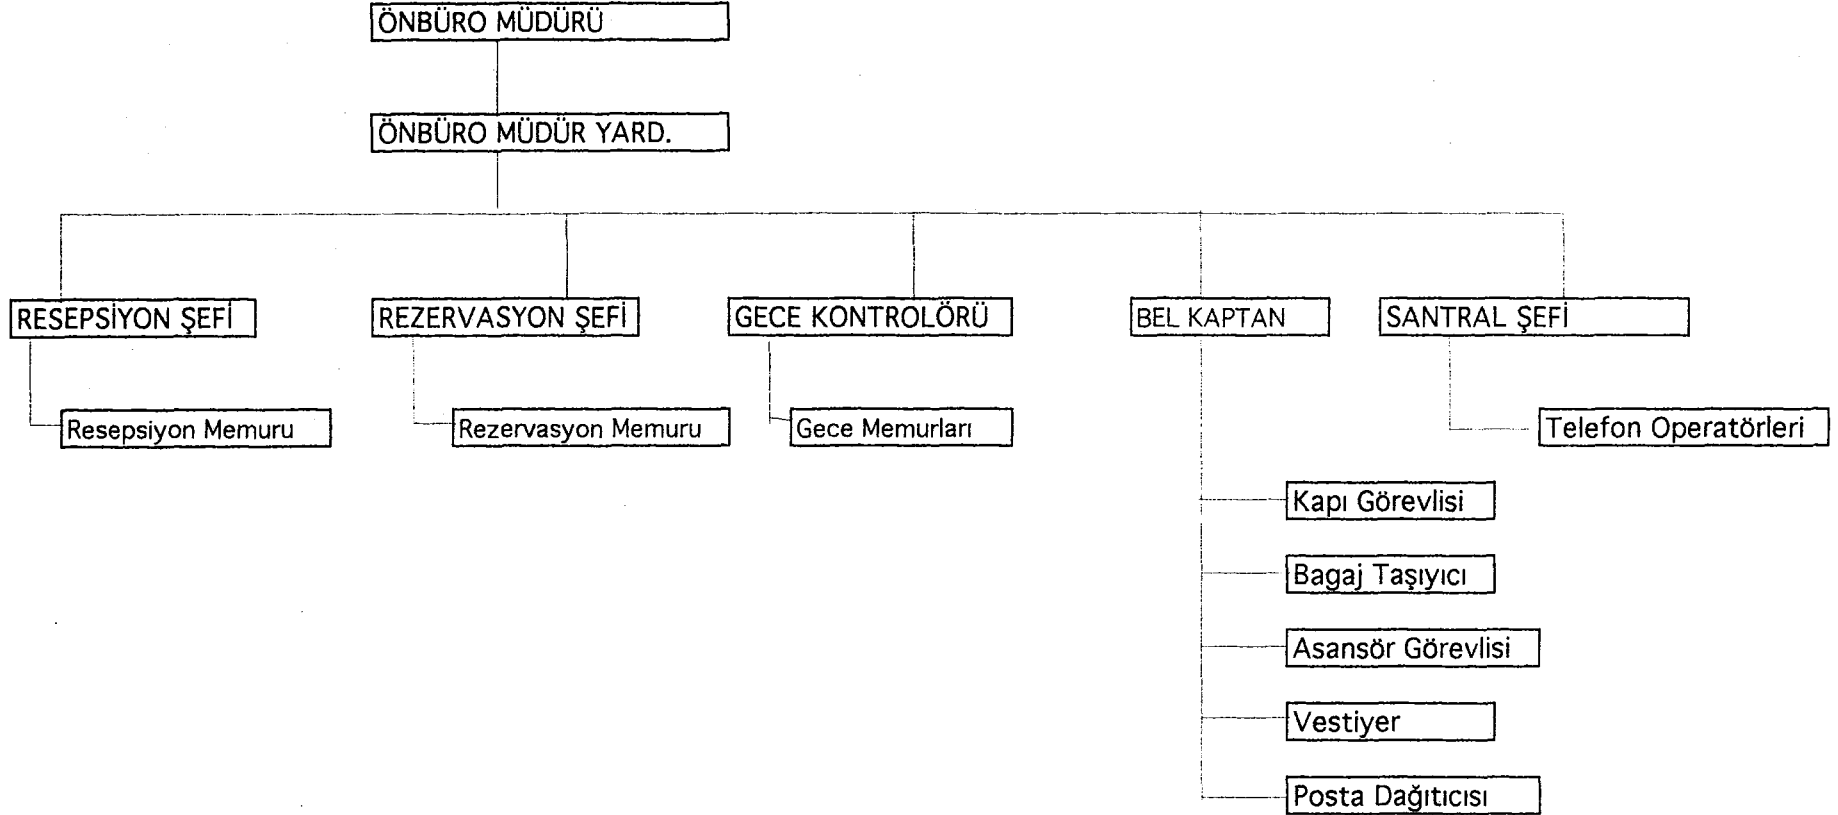 ÖNBÜRO MÜDÜRÜ
ÖNBÜRO MÜDÜR YARD.
RESEPSİYON ŞEFİ
REZERVASYON ŞEFİ
GECE KONTROLÖRÜ
BEL KAPTAN
SANTRAL ŞEFİ
Resepsiyon Memuru
Rezervasyon Memuru
Gece Memurları
Telefon Operatörleri
Kapı Görevlisi
Bagaj Taşıyıcı
Asansör Görevlisi
Vestiyer
Posta Dağıtıcısı